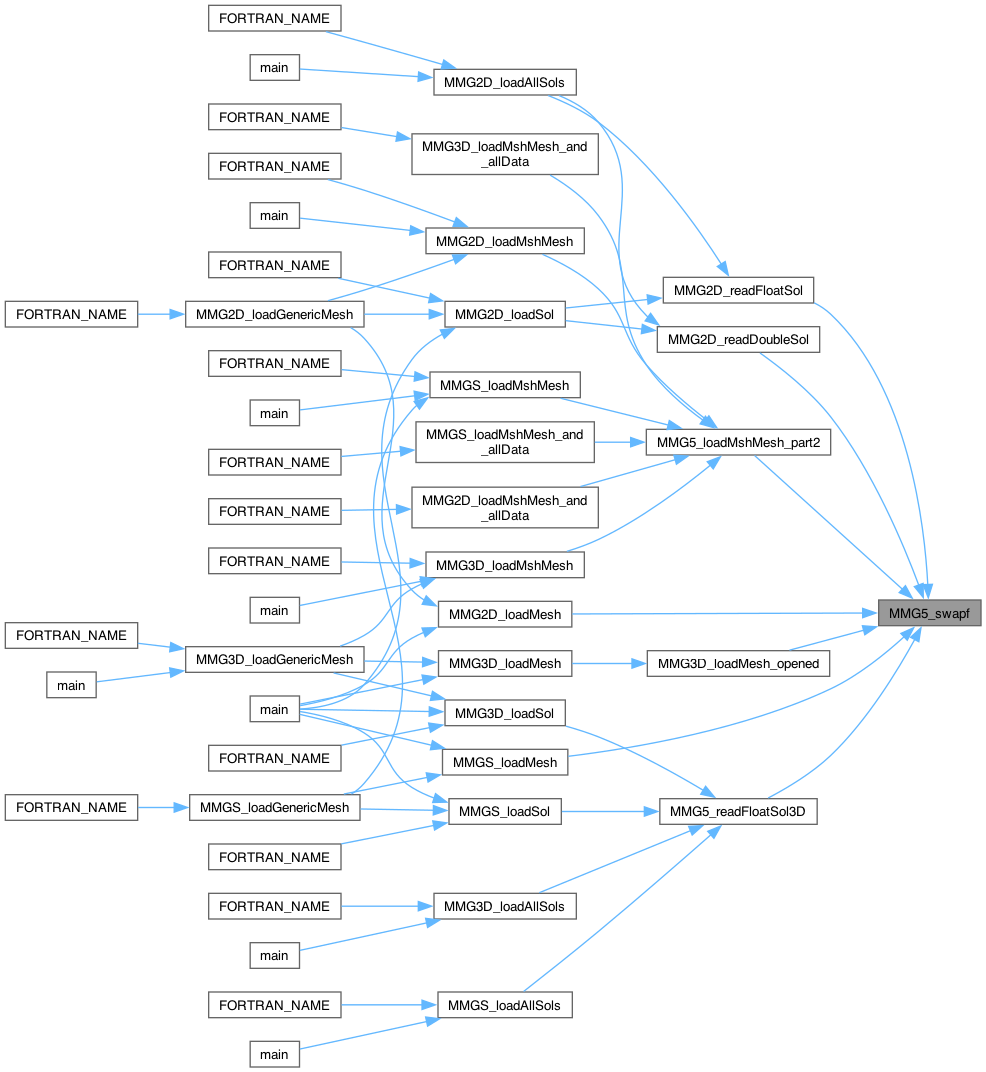 FORTRAN_NAME
main
MMG2D_loadAllSols
FORTRAN_NAME
MMG3D_loadMshMesh_and
_allData
FORTRAN_NAME
main
MMG2D_loadMshMesh
FORTRAN_NAME
MMG2D_readFloatSol
FORTRAN_NAME
MMG2D_loadGenericMesh
MMG2D_loadSol
MMG2D_readDoubleSol
FORTRAN_NAME
MMGS_loadMshMesh
main
MMGS_loadMshMesh_and
_allData
MMG5_loadMshMesh_part2
FORTRAN_NAME
MMG2D_loadMshMesh_and
_allData
FORTRAN_NAME
FORTRAN_NAME
MMG3D_loadMshMesh
main
MMG2D_loadMesh
MMG5_swapf
FORTRAN_NAME
MMG3D_loadGenericMesh
MMG3D_loadMesh
MMG3D_loadMesh_opened
main
main
MMG3D_loadSol
FORTRAN_NAME
MMGS_loadMesh
FORTRAN_NAME
MMGS_loadGenericMesh
MMGS_loadSol
MMG5_readFloatSol3D
FORTRAN_NAME
FORTRAN_NAME
MMG3D_loadAllSols
main
FORTRAN_NAME
MMGS_loadAllSols
main